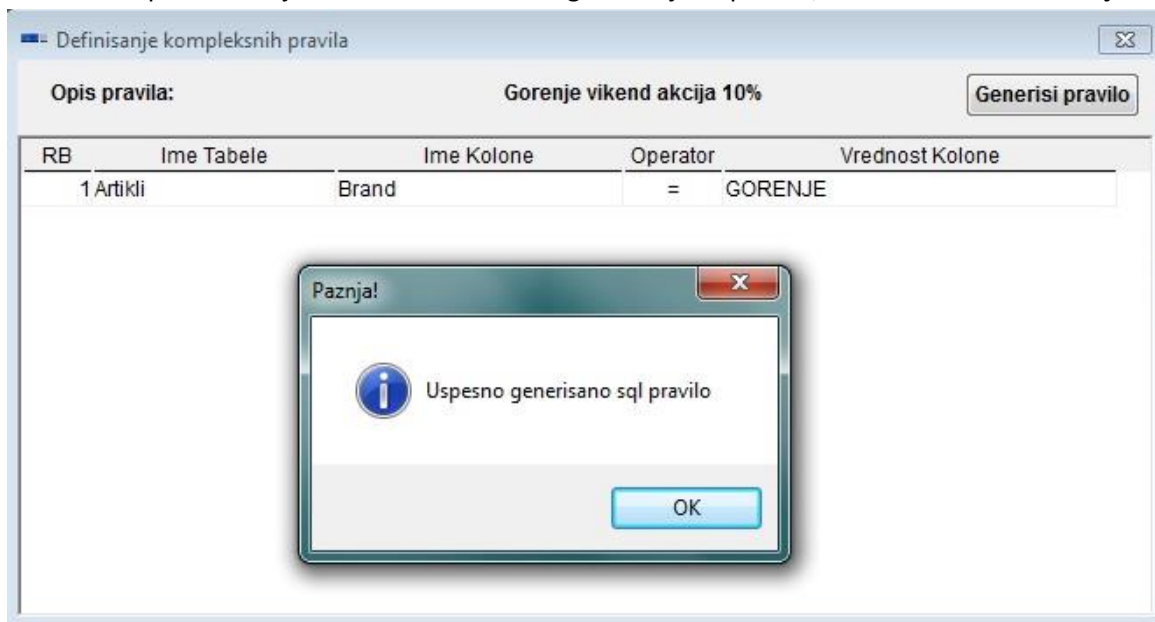 Definisanje kompleksnih pravila
Opis pravila: Gorenje vikend akcija 10% Generisi pravilo
RB Ime Tabele Ime Kolone Operator Vrednost Kolone
1 Artikli Brand = GORENJE
Paznja!
Uspesno generisano sql pravilo
OK